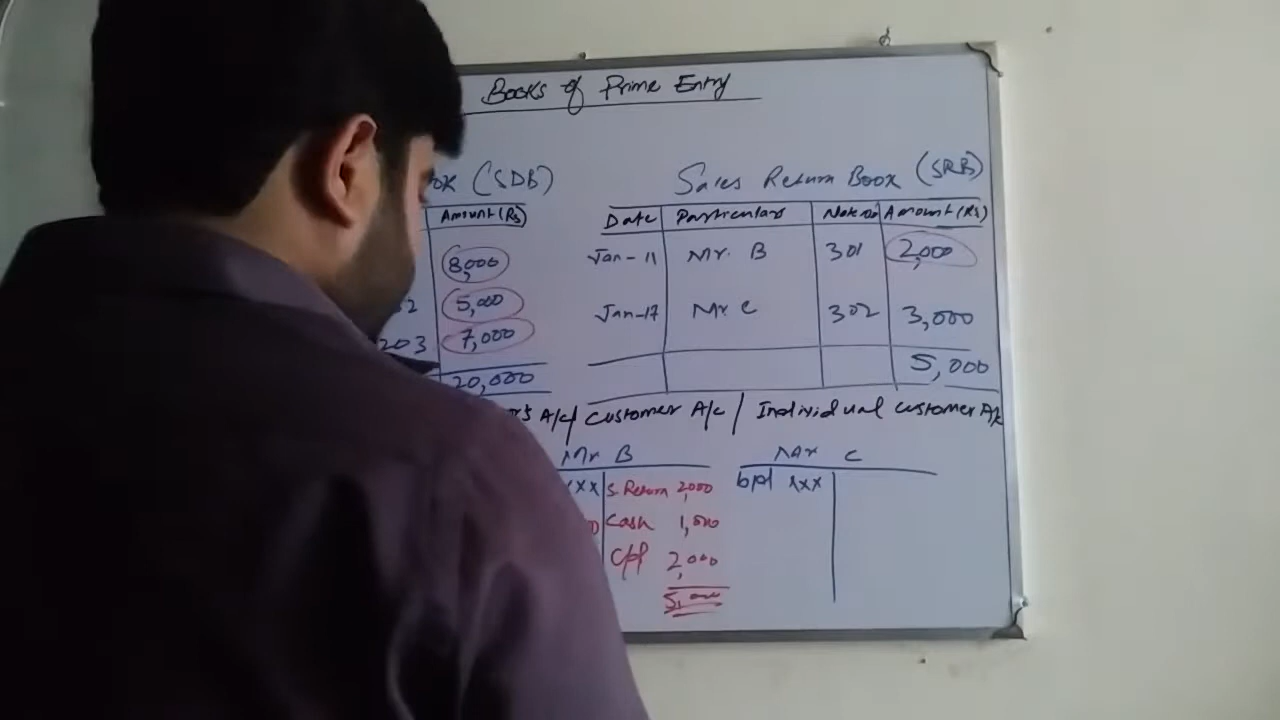 Books of Prime Entry
(SDB)
Amount (Rs)
8,000
5,000
203 7,000
20,000
Sales Return Book (SRB)
Date Particulars Note no Amount (Rs)
Jan-11 Mr. B 301 2,000
Jan-17 Mr. C 302 3,000
5,000
A/c/ Customer A/c / Individual customer A/c
Mr B
xxx S. Return 2,000
Cash 1,000
C/d 2,000
5,000
Mr C
b/d xxx